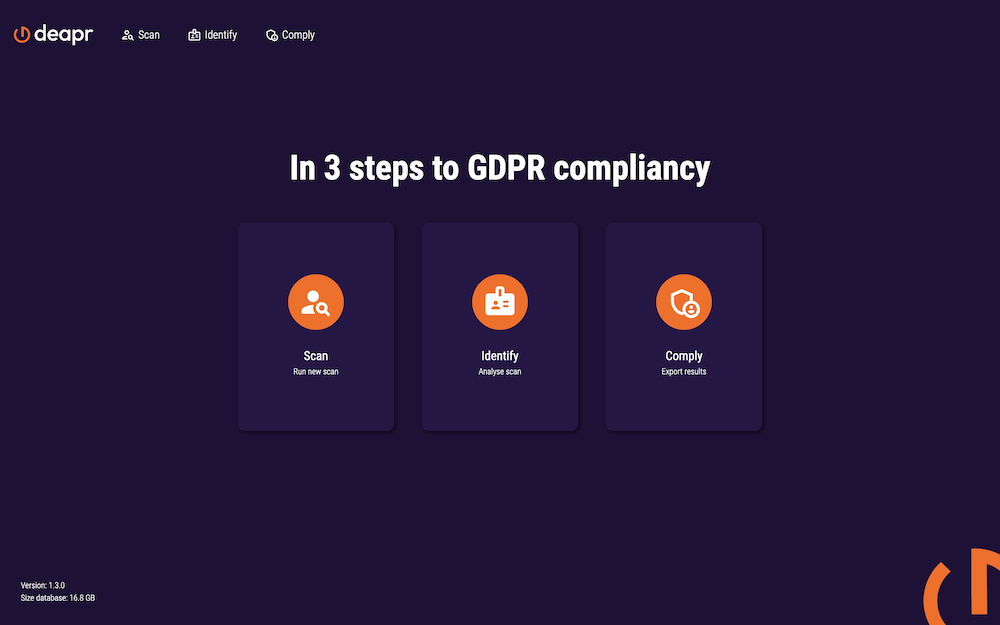 deapr
Scan
Identify
Comply
In 3 steps to GDPR compliancy
Scan
Run new scan
Identify
Analyse scan
Comply
Export results
Version: 1.3.0
Size database: 16.8 GB